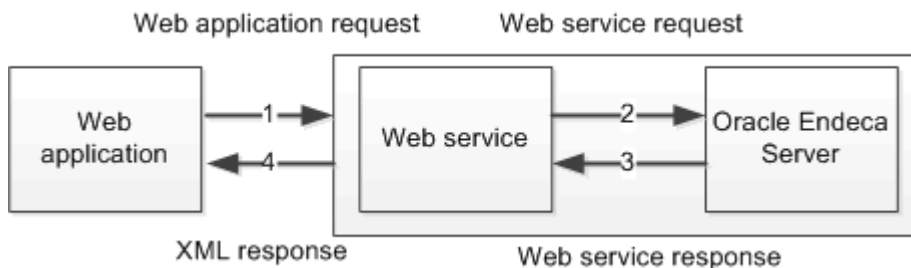 Web application request
Web service request
Web
application
1
4
Web service
2
3
Oracle Endeca
Server
XML response
Web service response